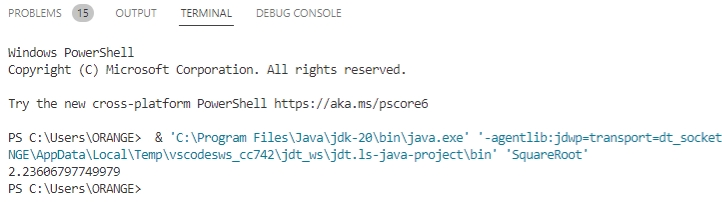 PROBLEMS 15 OUTPUT TERMINAL DEBUG CONSOLE
Windows PowerShell
Copyright (C) Microsoft Corporation. All rights reserved.
Try the new cross-platform PowerShell https://aka.ms/pscore6
PS C:\Users\ORANGE>  & 'C:\Program Files\Java\jdk-20\bin\java.exe' '-agentlib:jdwp=transport=dt_socket
NGE\AppData\Local\Temp\vscodesws_cc742\jdt_ws\jdt.ls-java-project\bin' 'SquareRoot'
2.23606797749979
PS C:\Users\ORANGE>